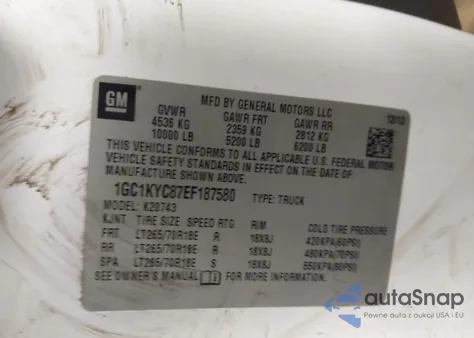 GM
MFD BY GENERAL MOTORS LLC
GVWR GAWR FRT GAWR RR
4536 KG 2359 KG 2812 KG
10000 LB 5200 LB 6200 LB
THIS VEHICLE CONFORMS TO ALL APPLICABLE U.S. FEDERAL MOTOR
VEHICLE SAFETY STANDARDS IN EFFECT ON THE DATE OF
MANUFACTURE SHOWN ABOVE.
1GC1KYC87EF187580 TYPE: TRUCK
MODEL: K20743
KJNT TIRE SIZE SPEED RTG RIM COLD TIRE PRESSURE
FRT LT265/70R18E R 18X8J 420KPA(60PSI)
RR LT265/70R18E R 18X8J 480KPA(70PSI)
SPA LT265/70R18E S 18X8J 550KPA(80PSI)
SEE OWNER'S MANUAL FOR MORE INFORMATION.
autaSnap
Pewne auta z aukcji USA i EU